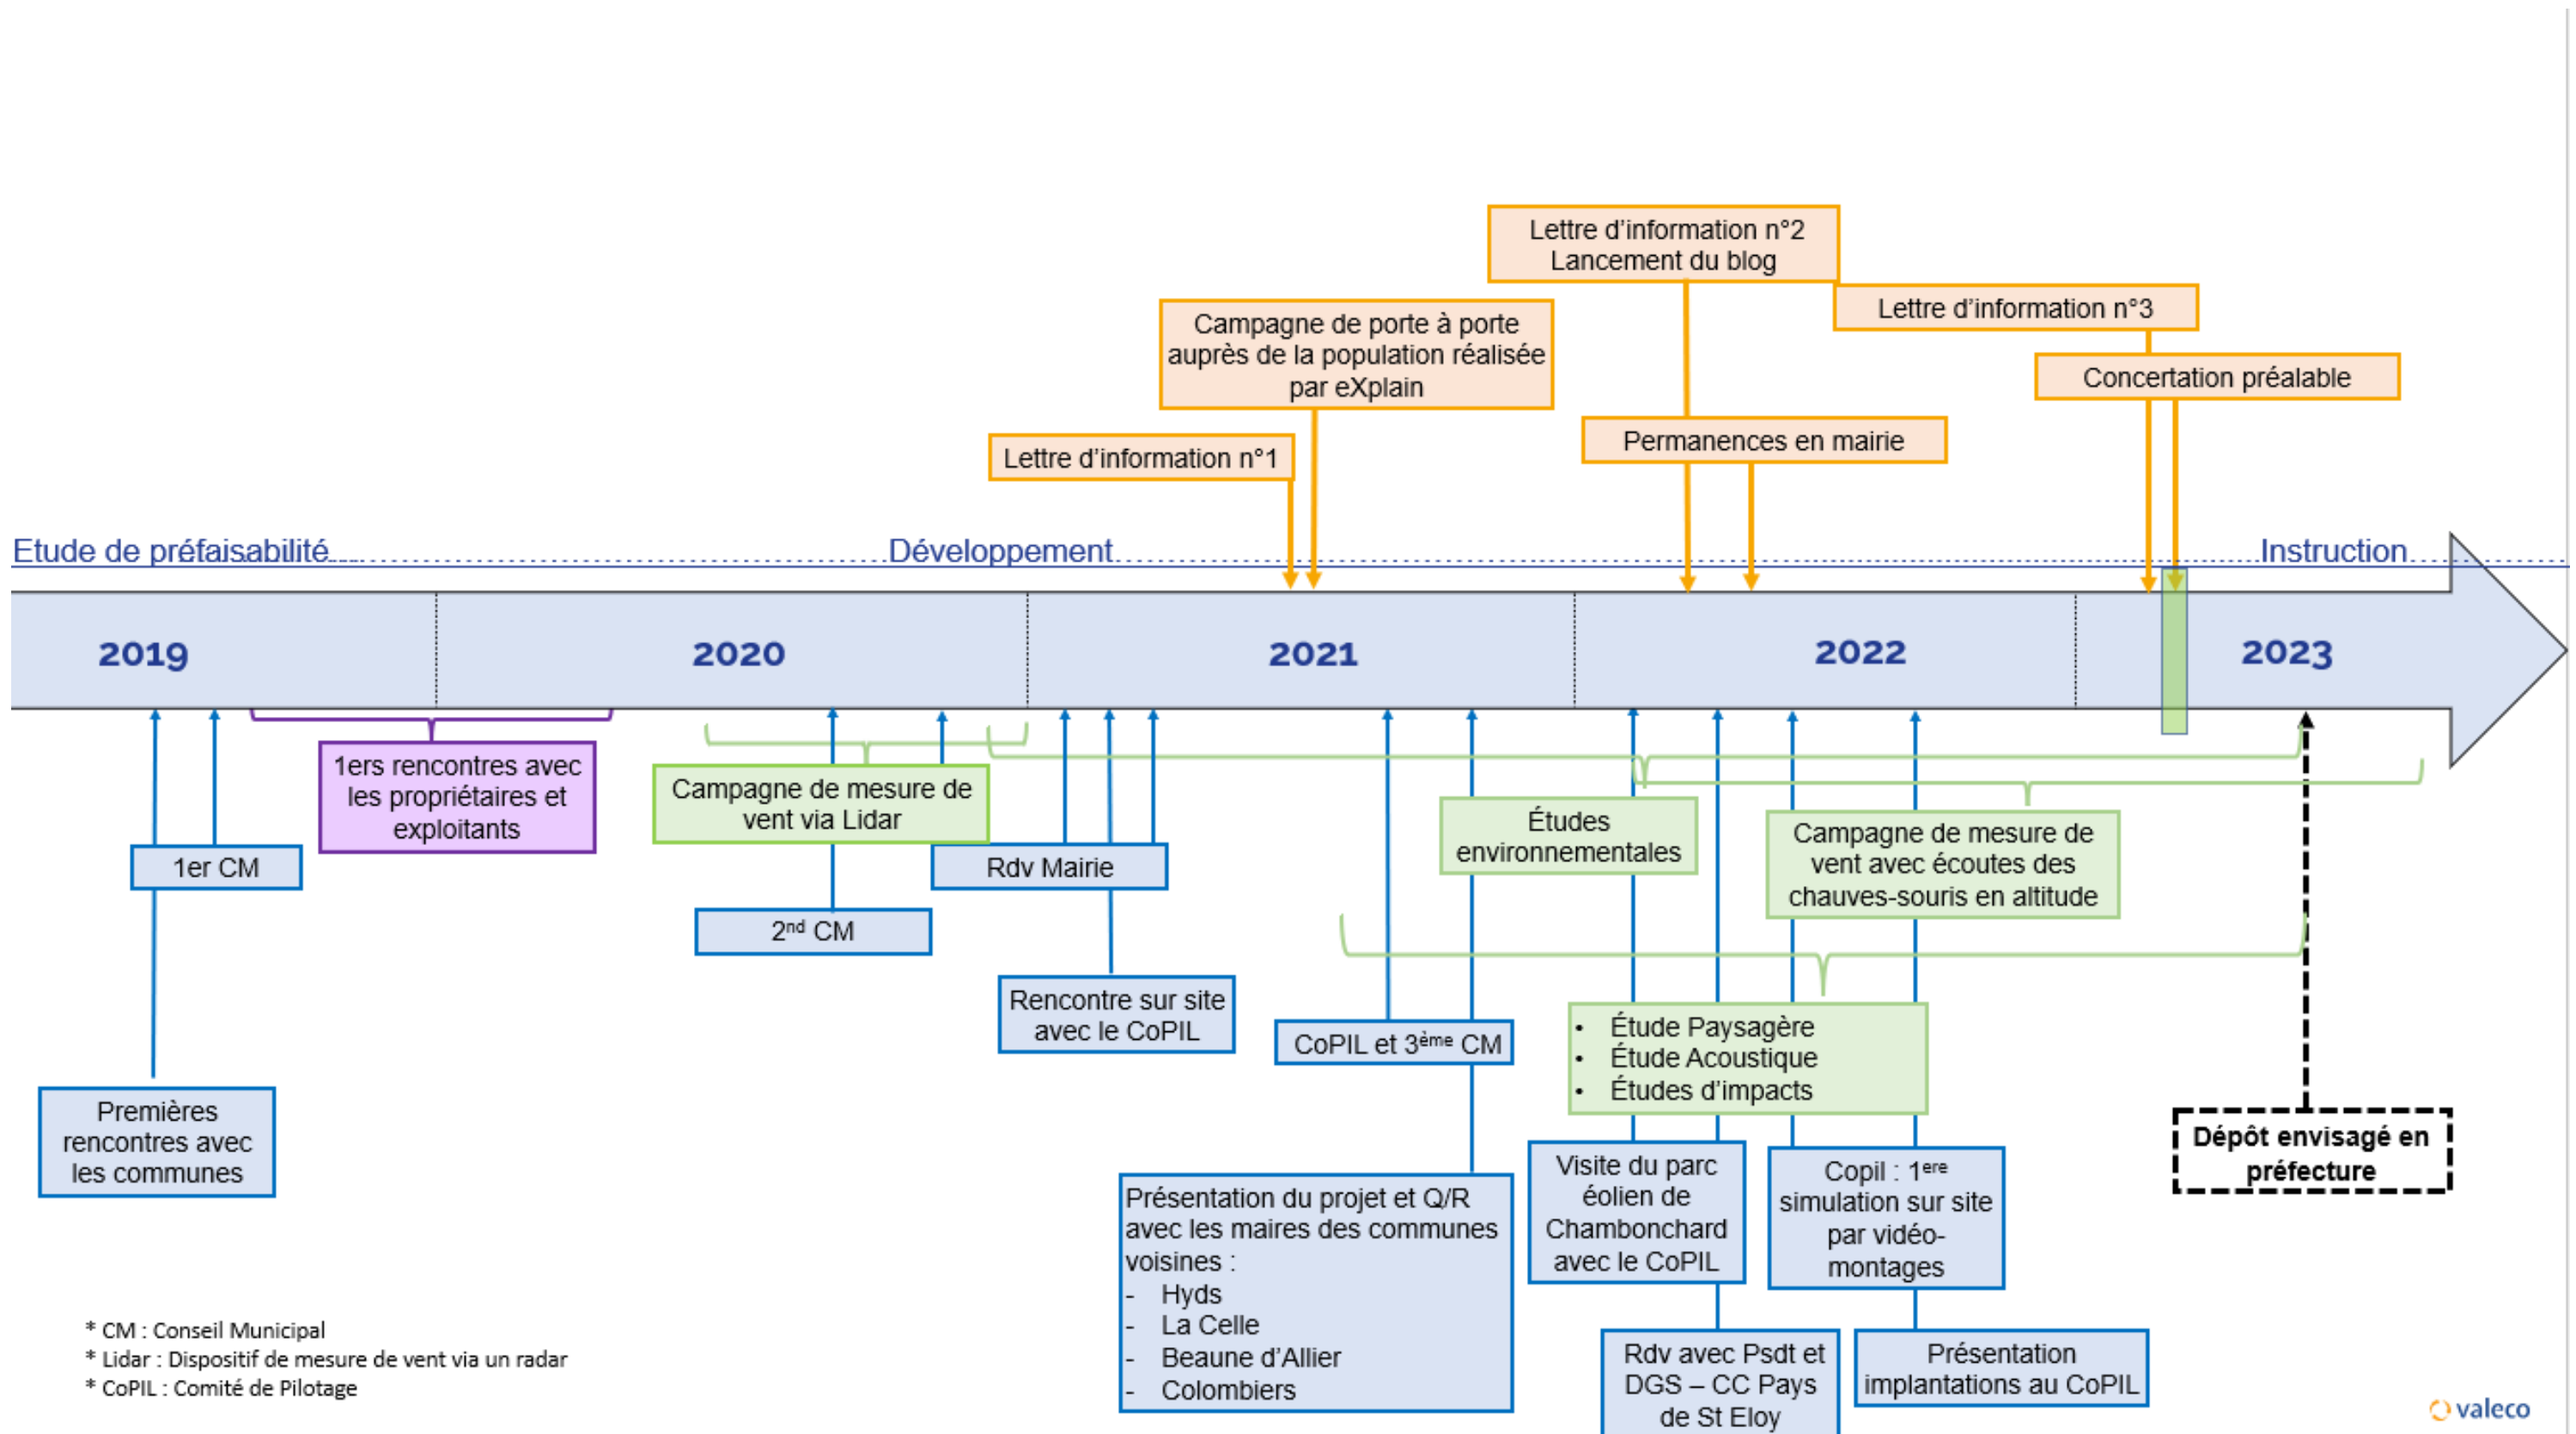 Lettre d'information n°2
Lancement du blog
Lettre d'information n°3
Campagne de porte à porte
auprès de la population réalisée
par eXplain
Concertation préalable
Permanences en mairie
Lettre d'information n°1
Etude de préfaisabilité
Développement
Instruction
2019
2020
2021
2022
2023
1ers rencontres avec
les propriétaires et
exploitants
Campagne de mesure de
vent via Lidar
Études
environnementales
Campagne de mesure de
vent avec écoutes des
chauves-souris en altitude
1er CM
Rdv Mairie
2nd CM
Rencontre sur site
avec le CoPIL
CoPIL et 3ème CM
• Étude Paysagère
• Étude Acoustique
• Études d'impacts
Premières
rencontres avec
les communes
Présentation du projet et Q/R
avec les maires des communes
voisines :
- Hyds
- La Celle
- Beaune d'Allier
- Colombiers
Visite du parc
éolien de
Chambonchard
avec le CoPIL
Copil : 1ere
simulation sur site
par vidéo-
montages
Dépôt envisagé en
préfecture
Rdv avec Psdt et
DGS – CC Pays
de St Eloy
Présentation
implantations au CoPIL
* CM : Conseil Municipal
* Lidar : Dispositif de mesure de vent via un radar
* CoPIL : Comité de Pilotage
valeco